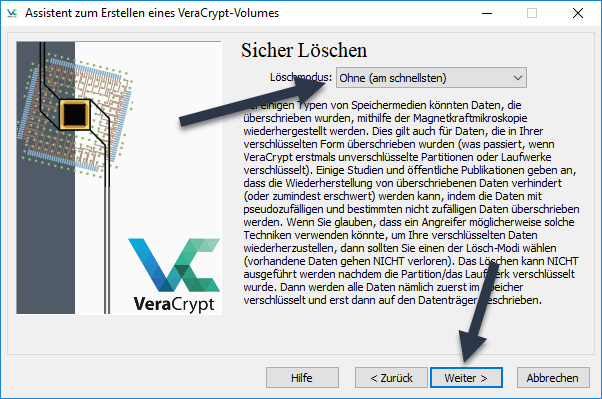 Assistent zum Erstellen eines VeraCrypt-Volumes
Sicher Löschen
Löschmodus: Ohne (am schnellsten)
einigen Typen von Speichermedien könnten Daten, die
überschrieben wurden, mithilfe der Magnetkraftmikroskopie
wiederhergestellt werden. Dies gilt auch für Daten, die in Ihrer
verschlüsselten Form überschrieben wurden (was passiert, wenn
VeraCrypt erstmals unverschlüsselte Partitionen oder Laufwerke
verschlüsselt). Einige Studien und öffentliche Publikationen geben an,
dass die Wiederherstellung von überschriebenen Daten verhindert
(oder zumindest erschwert) werden kann, indem die Daten mit
pseudozufälligen und bestimmten nicht zufälligen Daten überschrieben
werden. Wenn Sie glauben, dass ein Angreifer möglicherweise solche
Techniken verwenden könnte, um Ihre verschlüsselten Daten
wiederherzustellen, dann sollten Sie einen der Lösch-Modi wählen
(vorhandene Daten gehen NICHT verloren). Das Löschen kann NICHT
ausgeführt werden nachdem die Partition/das Laufwerk verschlüsselt
wurde. Dann werden alle Daten nämlich zuerst im Speicher
verschlüsselt und erst dann auf den Datenträger geschrieben.
VeraCrypt
Hilfe
< Zurück
Weiter >
Abbrechen